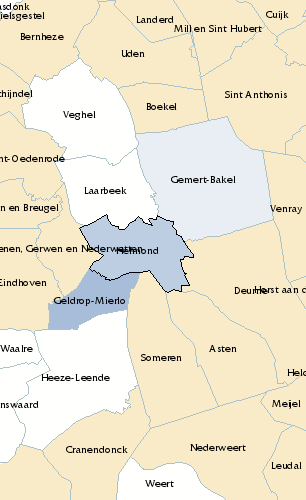 asdonk
ielsgestel
Landerd
Cuijk
Mill en Sint Hubert
Bernheze
Uden
chijndel
Boekel
Sint Anthonis
Veghel
nt-Oedenrode
Gemert-Bakel
Laarbeek
n en Breugel
Venray
enen, Gerwen en Nederwetten
Helmond
Eindhoven
Deurne
Horst aan d
Geldrop-Mierlo
Waalre
Asten
Someren
Held
Heeze-Leende
nswaard
Meijel
Cranendonck
Nederweert
Leudal
Weert